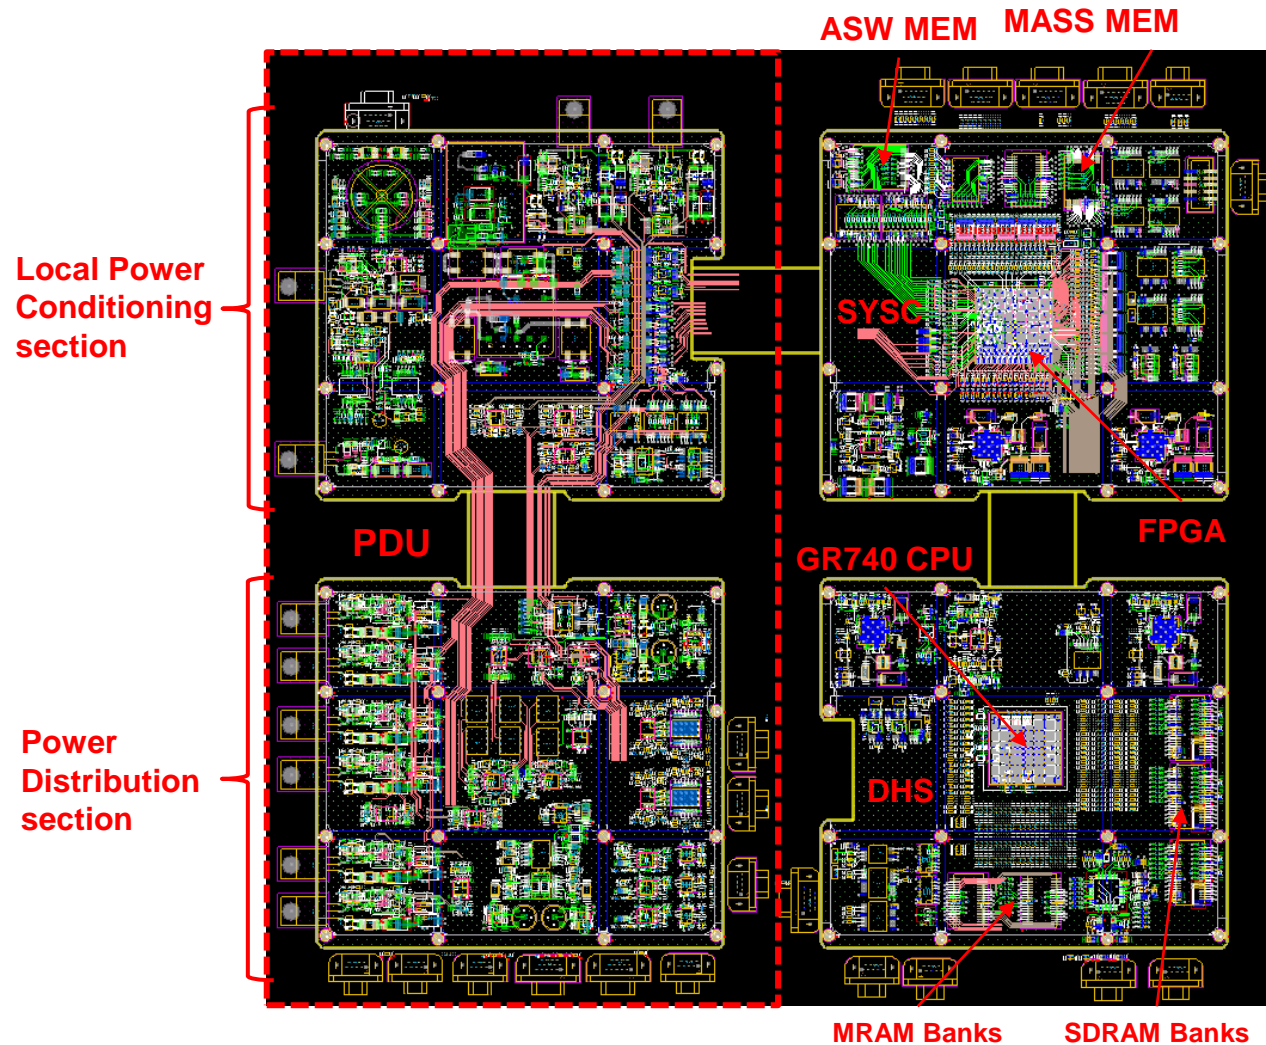 ASW MEM
MASS MEM
Local Power
Conditioning
section
SYSC
PDU
FPGA
GR740 CPU
Power
Distribution
section
DHS
MRAM Banks
SDRAM Banks